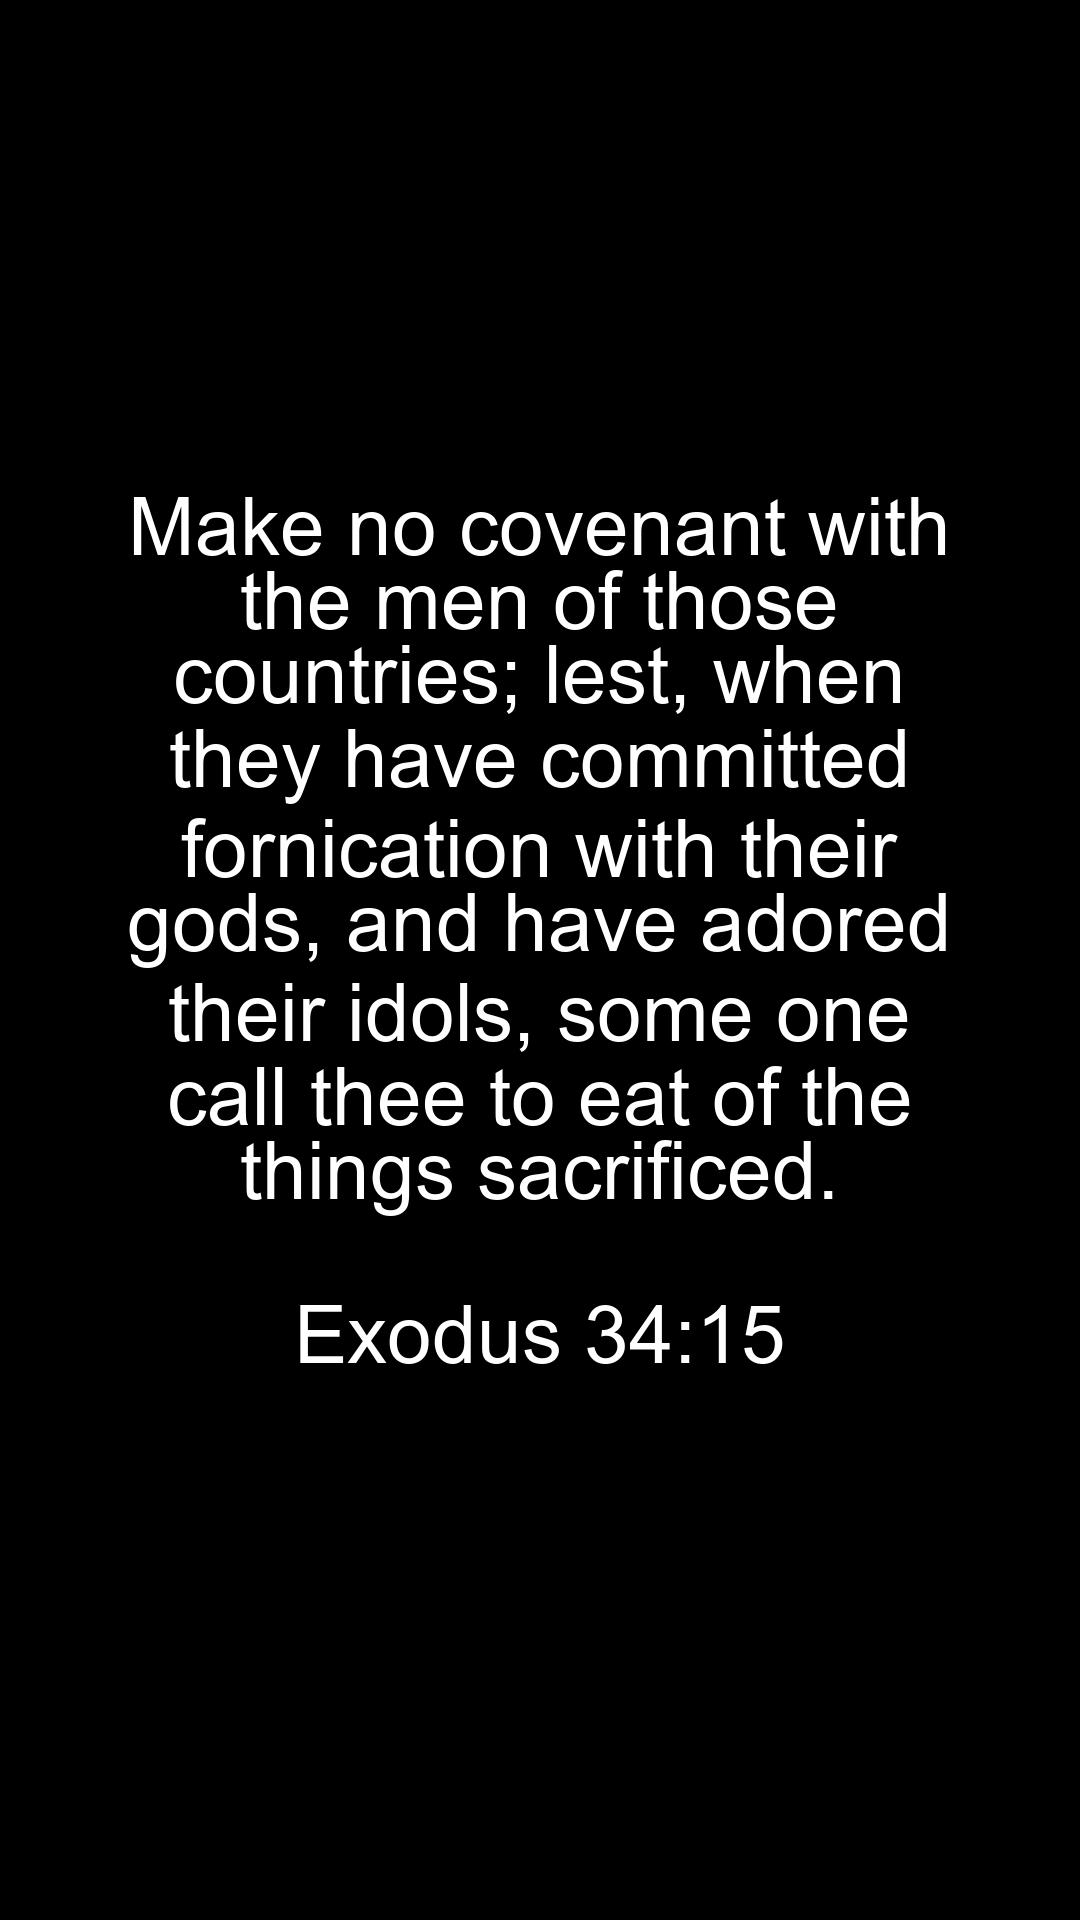 Make no covenant with
the men of those
countries; lest, when
they have committed
fornication with their
gods, and have adored
their idols, some one
call thee to eat of the
things sacrificed.
Exodus 34:15